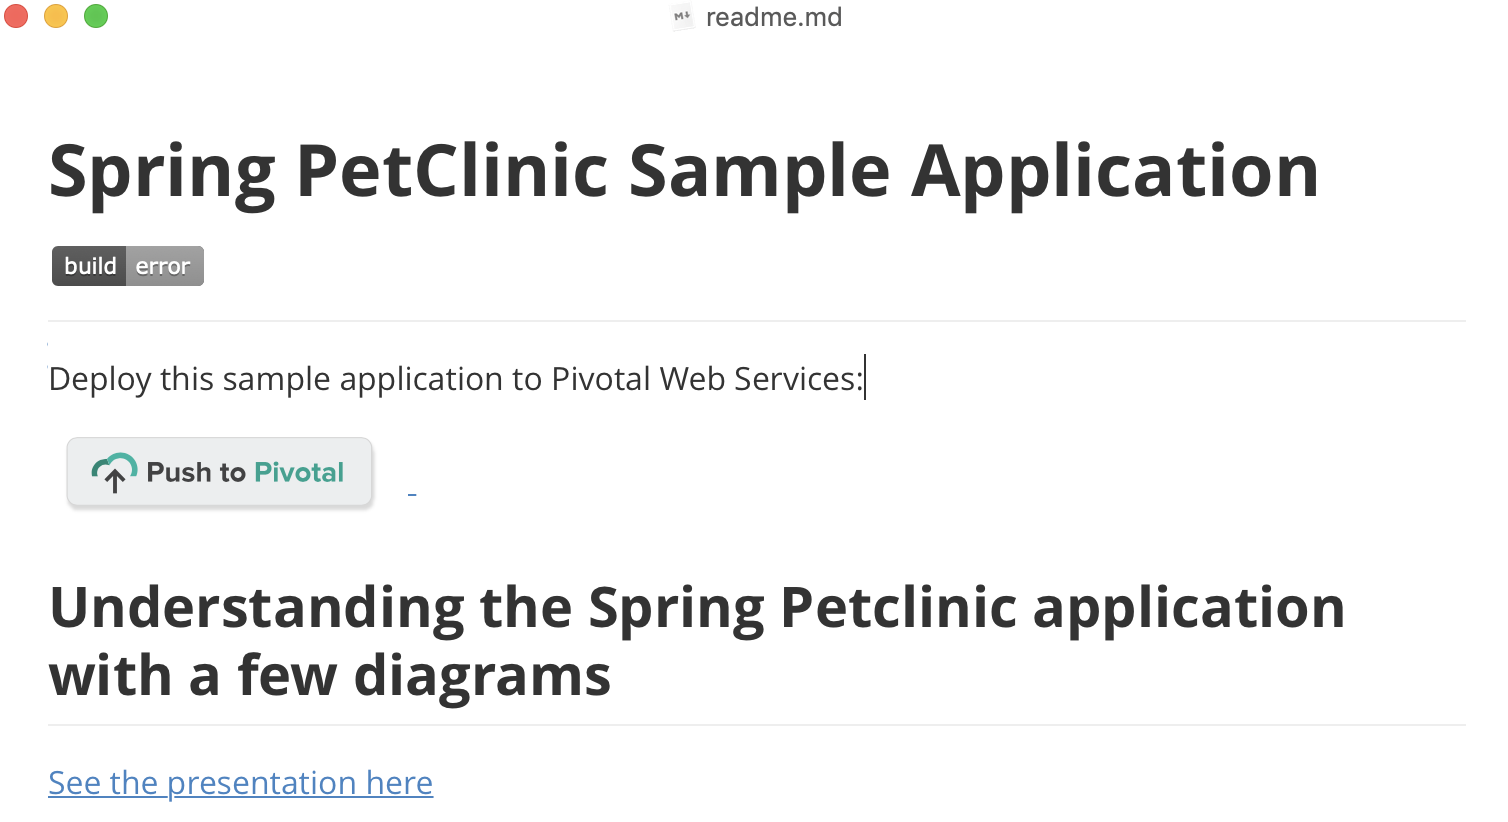 readme.md
Spring PetClinic Sample Application
build error
Deploy this sample application to Pivotal Web Services:
Push to Pivotal
Understanding the Spring Petclinic application
with a few diagrams
See the presentation here